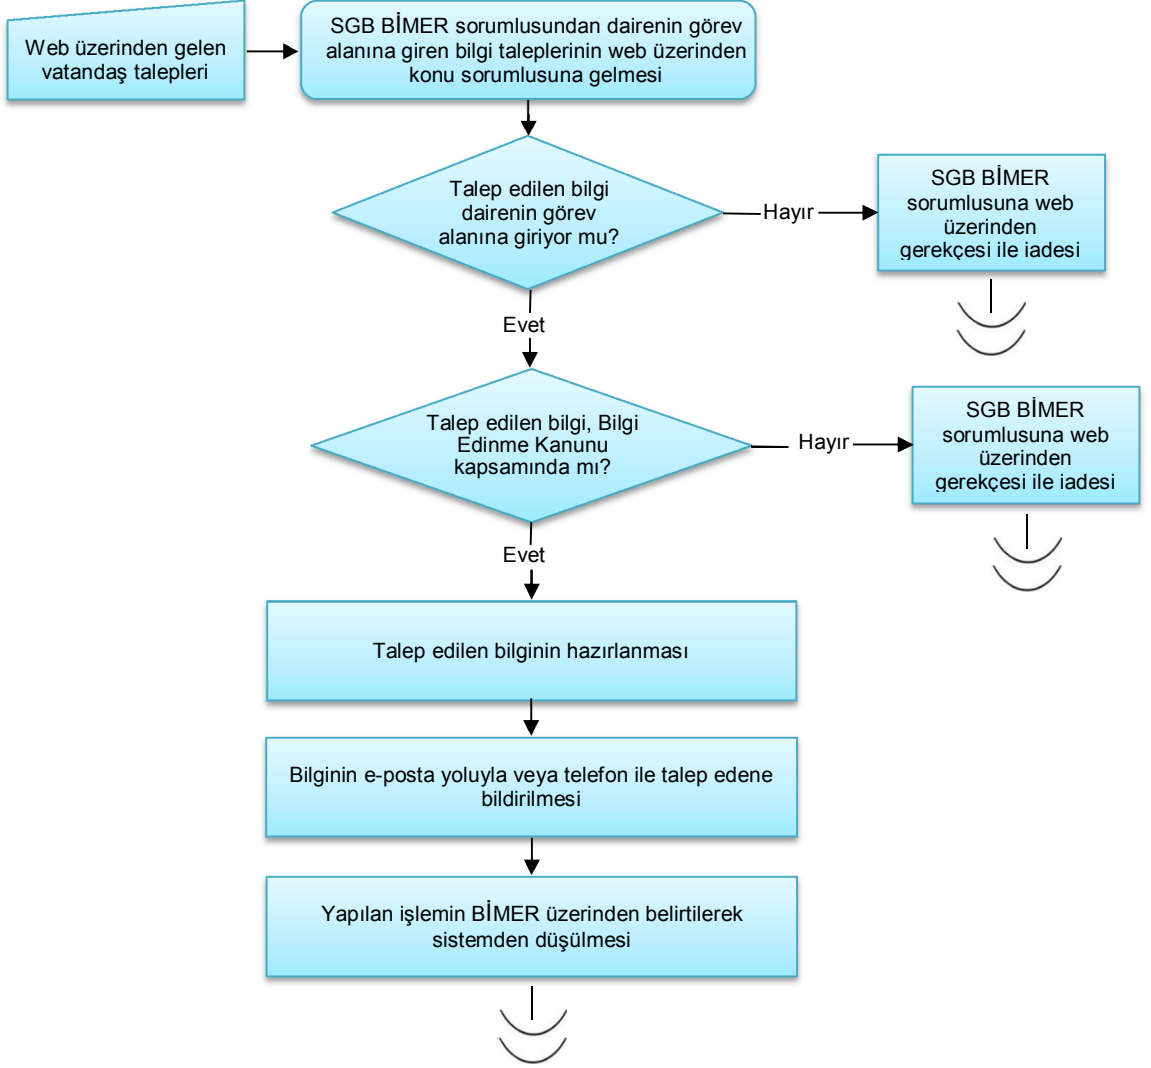 Web üzerinden gelen
vatandaş talepleri
SGB BİMER sorumlusundan dairenin görev
alanına giren bilgi taleplerinin web üzerinden
konu sorumlusuna gelmesi
Talep edilen bilgi
dairenin görev
alanına giriyor mu?
Hayır
SGB BİMER
sorumlusuna web
üzerinden
gerekçesi ile iadesi
Evet
Talep edilen bilgi, Bilgi
Edinme Kanunu
kapsamında mı?
Hayır
SGB BİMER
sorumlusuna web
üzerinden
gerekçesi ile iadesi
Evet
Talep edilen bilginin hazırlanması
Bilginin e-posta yoluyla veya telefon ile talep edene
bildirilmesi
Yapılan işlemin BİMER üzerinden belirtilerek
sistemden düşülmesi